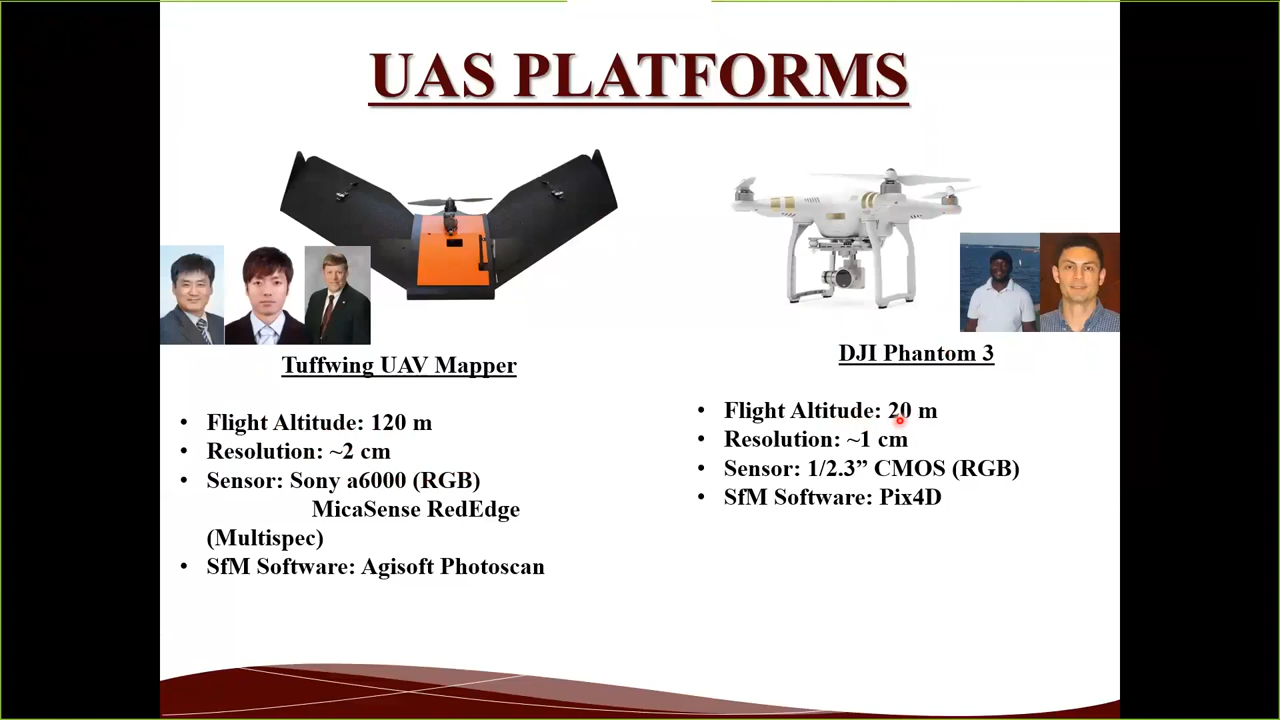 UAS PLATFORMS
Tuffwing UAV Mapper
• Flight Altitude: 120 m
• Resolution: ~2 cm
• Sensor: Sony a6000 (RGB)
MicaSense RedEdge
(Multispec)
• SfM Software: Agisoft Photoscan
DJI Phantom 3
• Flight Altitude: 20 m
• Resolution: ~1 cm
• Sensor: 1/2.3” CMOS (RGB)
• SfM Software: Pix4D